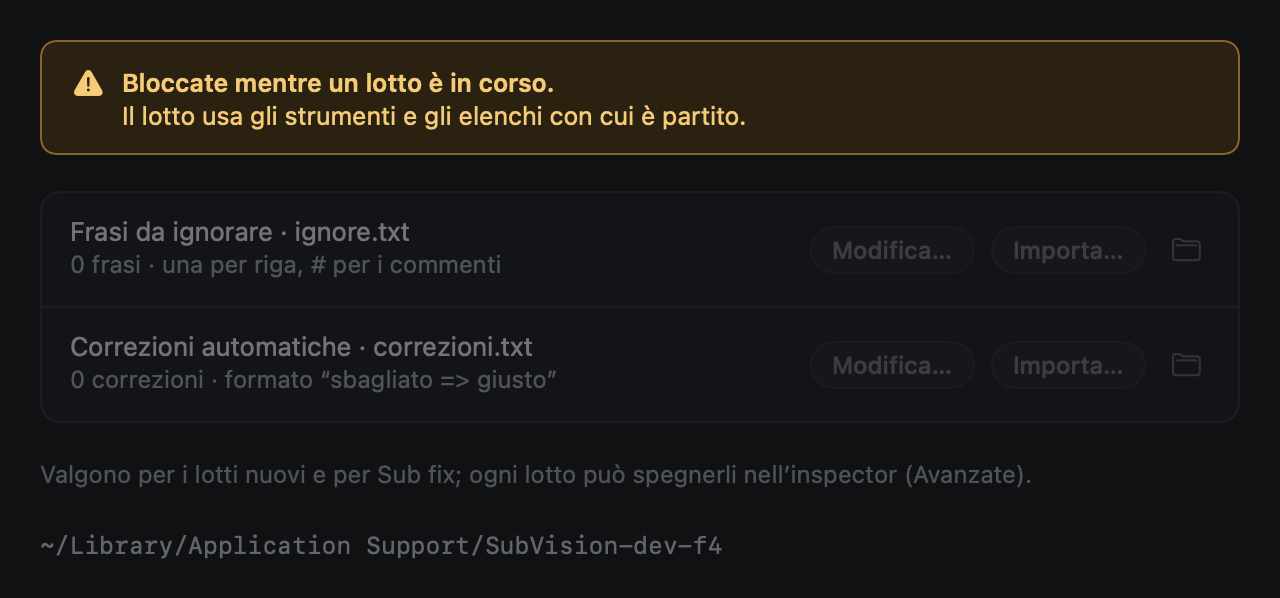 Bloccate mentre un lotto è in corso.
Il lotto usa gli strumenti e gli elenchi con cui è partito.
Frasi da ignorare · ignore.txt
0 frasi · una per riga, # per i commenti
Modifica...
Importa...
Correzioni automatiche · correzioni.txt
0 correzioni · formato “sbagliato => giusto”
Modifica...
Importa...
Valgono per i lotti nuovi e per Sub fix; ogni lotto può spegnerli nell’inspector (Avanzate).
~/Library/Application Support/SubVision-dev-f4